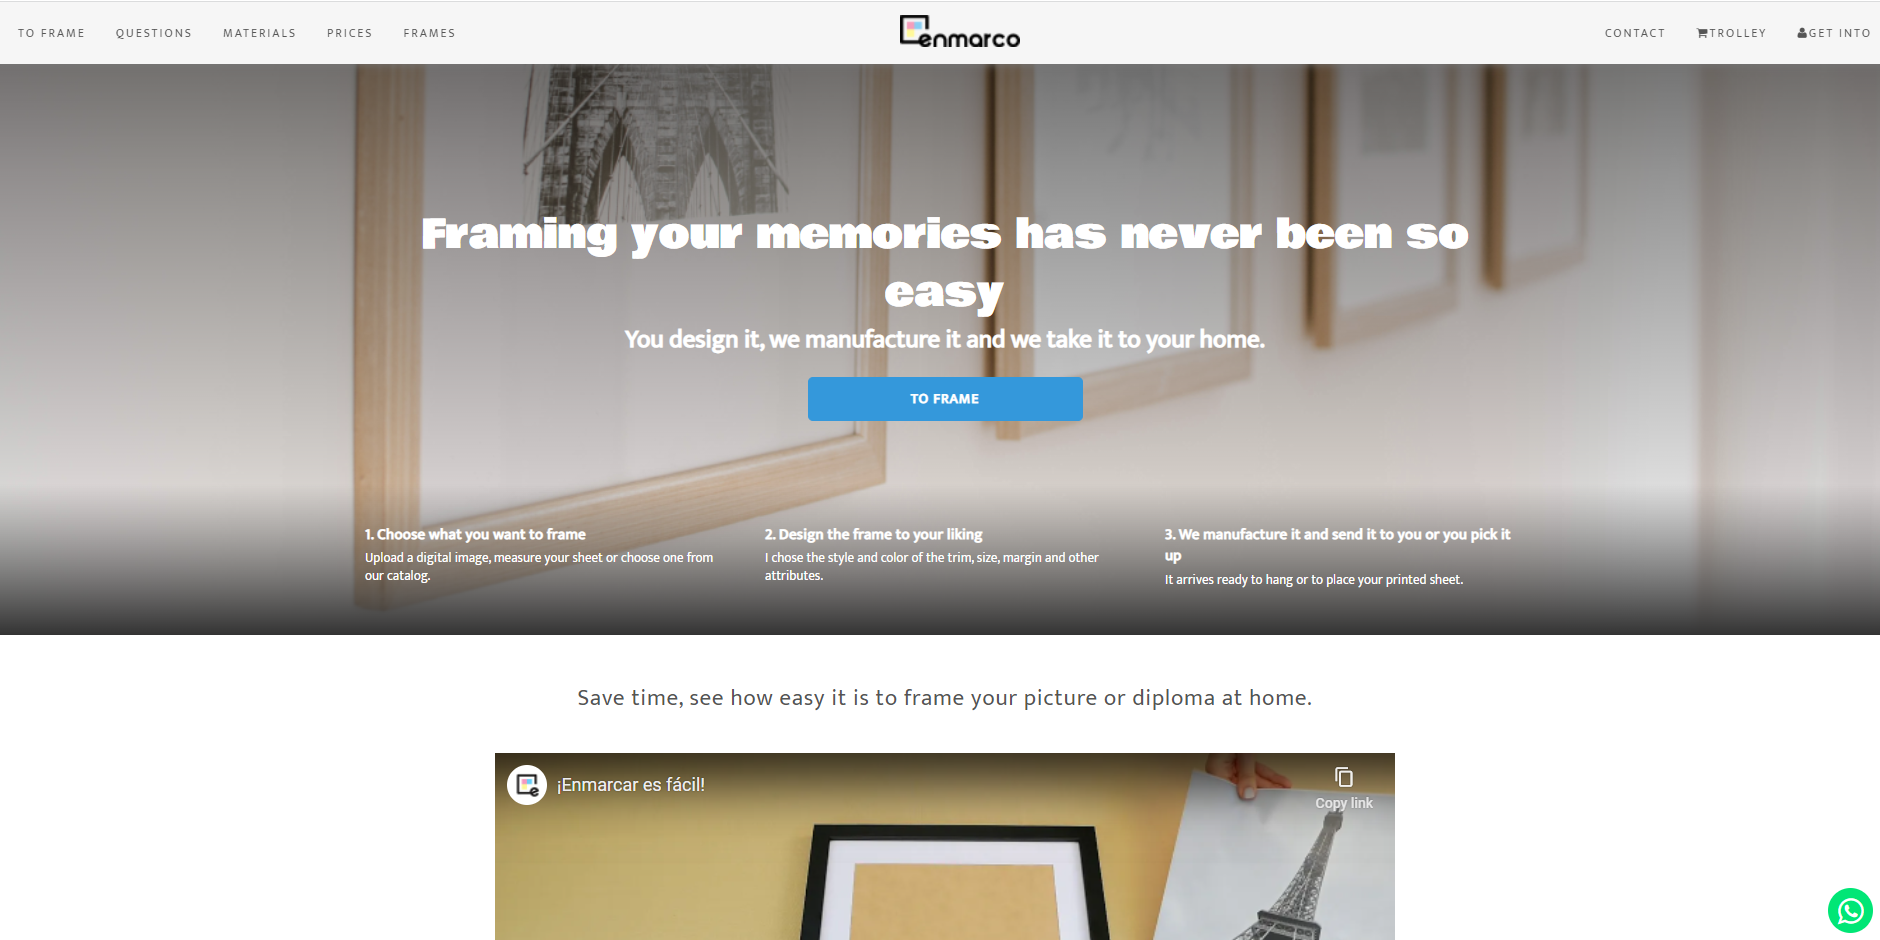 TO FRAME
QUESTIONS
MATERIALS
PRICES
FRAMES
enmarco
CONTACT
TROLLEY
GET INTO
Framing your memories has never been so
easy
You design it, we manufacture it and we take it to your home.
TO FRAME
1. Choose what you want to frame
Upload a digital image, measure your sheet or choose one from
our catalog.
2. Design the frame to your liking
I chose the style and color of the trim, size, margin and other
attributes.
3. We manufacture it and send it to you or you pick it
up
It arrives ready to hang or to place your printed sheet.
Save time, see how easy it is to frame your picture or diploma at home.
e
¡Enmarcar es fácil!
Copy link